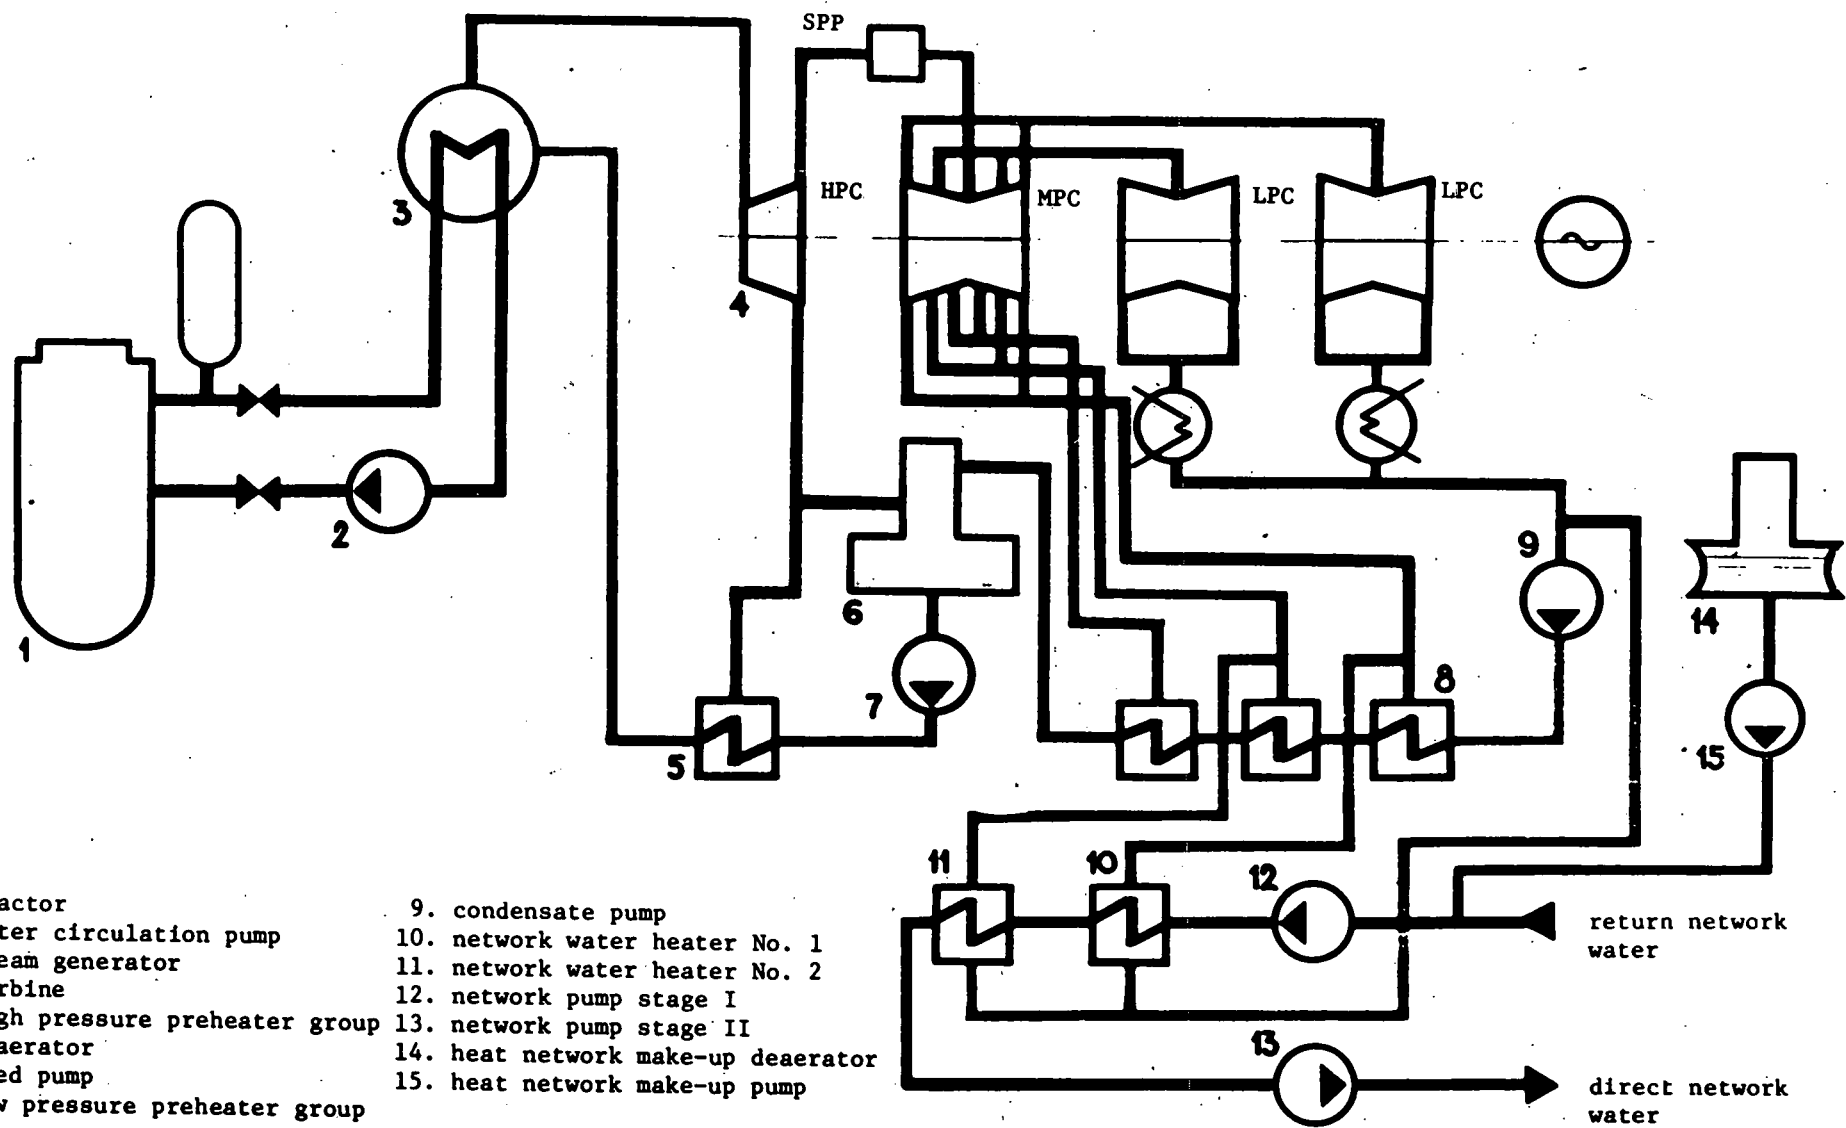 SPP
HPC
MPC
LPC
LPC
3
4
2
1
6
9
14
7
8
5
15
11
10
12
13
return network
water
direct network
water
actor
ter circulation pump
eam generator
rbine
gh pressure preheater group
aerator
ed pump
w pressure preheater group
9. condensate pump
10. network water heater No. 1
11. network water heater No. 2
12. network pump stage I
13. network pump stage II
14. heat network make-up deaerator
15. heat network make-up pump